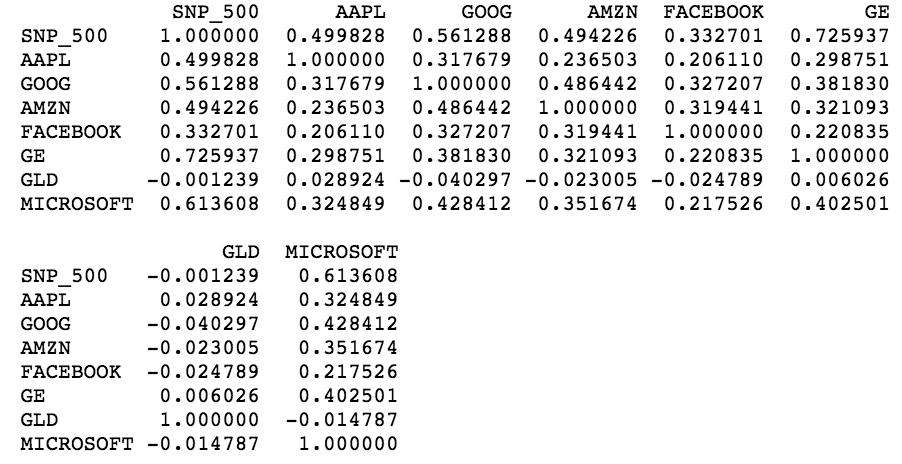 SNP_500 AAPL GOOG AMZN FACEBOOK GE
SNP_500 1.000000 0.499828 0.561288 0.494226 0.332701 0.725937
AAPL 0.499828 1.000000 0.317679 0.236503 0.206110 0.298751
GOOG 0.561288 0.317679 1.000000 0.486442 0.327207 0.381830
AMZN 0.494226 0.236503 0.486442 1.000000 0.319441 0.321093
FACEBOOK 0.332701 0.206110 0.327207 0.319441 1.000000 0.220835
GE 0.725937 0.298751 0.381830 0.321093 0.220835 1.000000
GLD -0.001239 0.028924 -0.040297 -0.023005 -0.024789 0.006026
MICROSOFT 0.613608 0.324849 0.428412 0.351674 0.217526 0.402501
GLD MICROSOFT
SNP_500 -0.001239 0.613608
AAPL 0.028924 0.324849
GOOG -0.040297 0.428412
AMZN -0.023005 0.351674
FACEBOOK -0.024789 0.217526
GE 0.006026 0.402501
GLD 1.000000 -0.014787
MICROSOFT -0.014787 1.000000